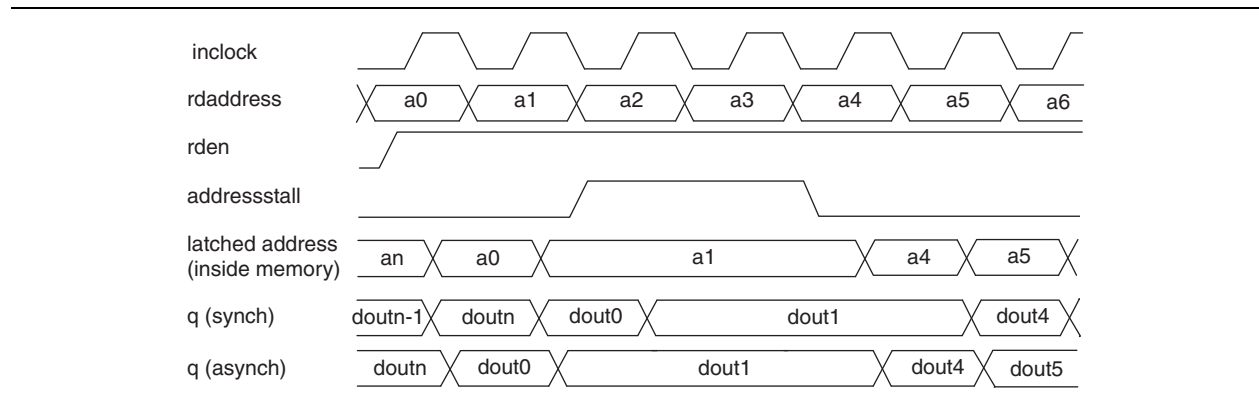 inclock
rdaddress a0 a1 a2 a3 a4 a5 a6
rden
addressstall
latched address
(inside memory) an a0 a1 a4 a5
q (synch) doutn-1 doutn dout0 dout1 dout4
q (asynch) doutn dout0 dout1 dout4 dout5